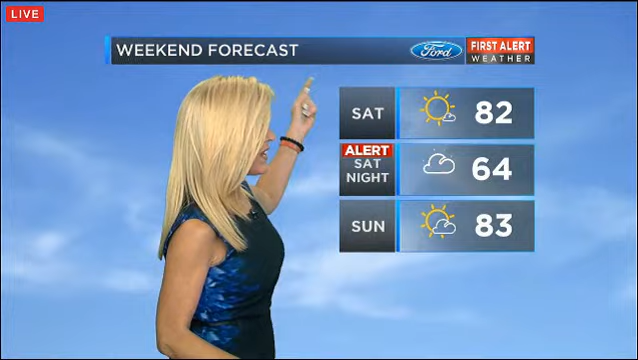 LIVE
WEEKEND FORECAST
Ford
FIRST ALERT
WEATHER
SAT
82
ALERT
SAT
NIGHT
64
SUN
83